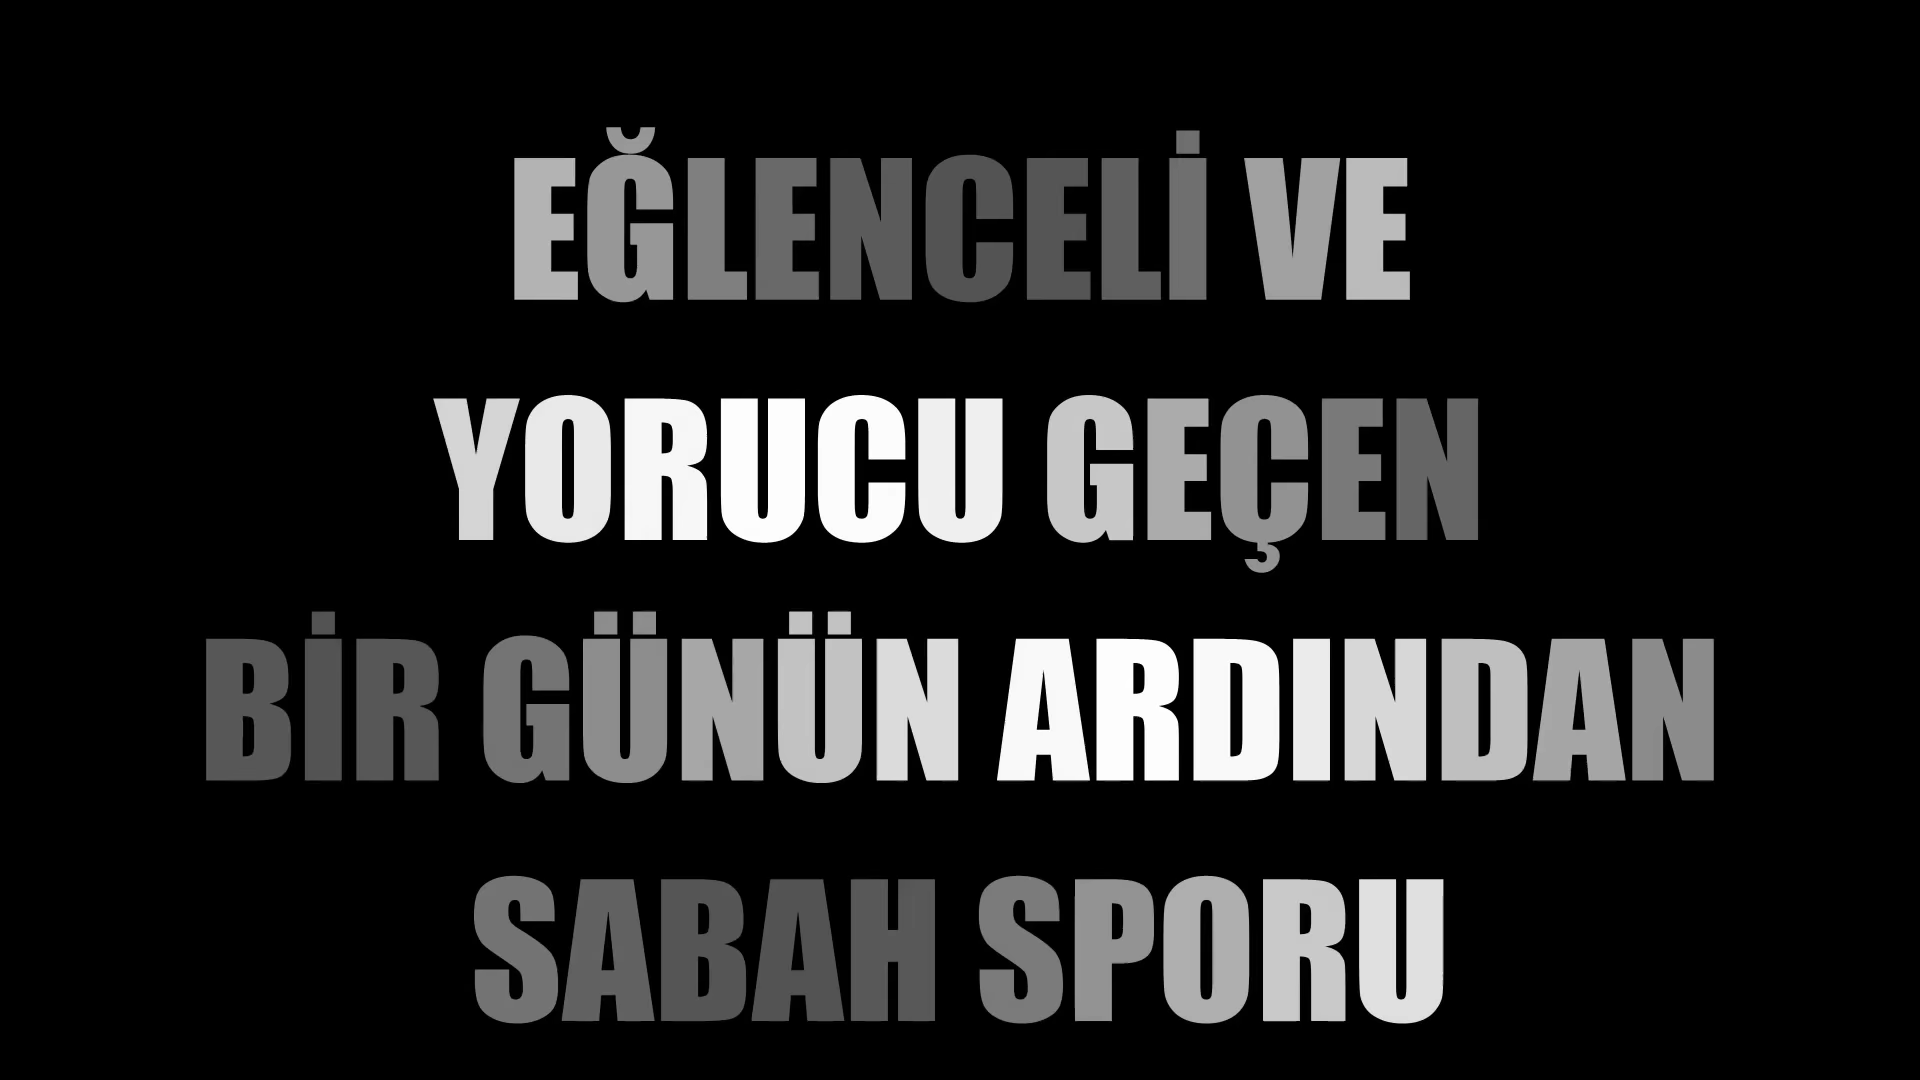 EĞLENCELİ VE
YORUCU GEÇEN
BİR GÜNÜN ARDINDAN
SABAH SPORU